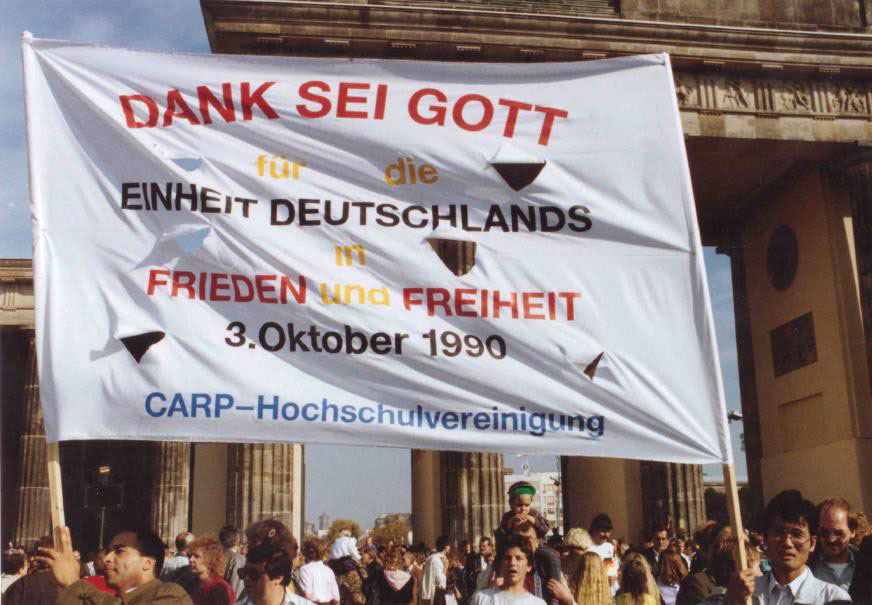 DANK SEI GOTT
für die
EINHEIT DEUTSCHLANDS
in
FRIEDEN und FREIHEIT
3.Oktober 1990
CARP-Hochschulvereinigung